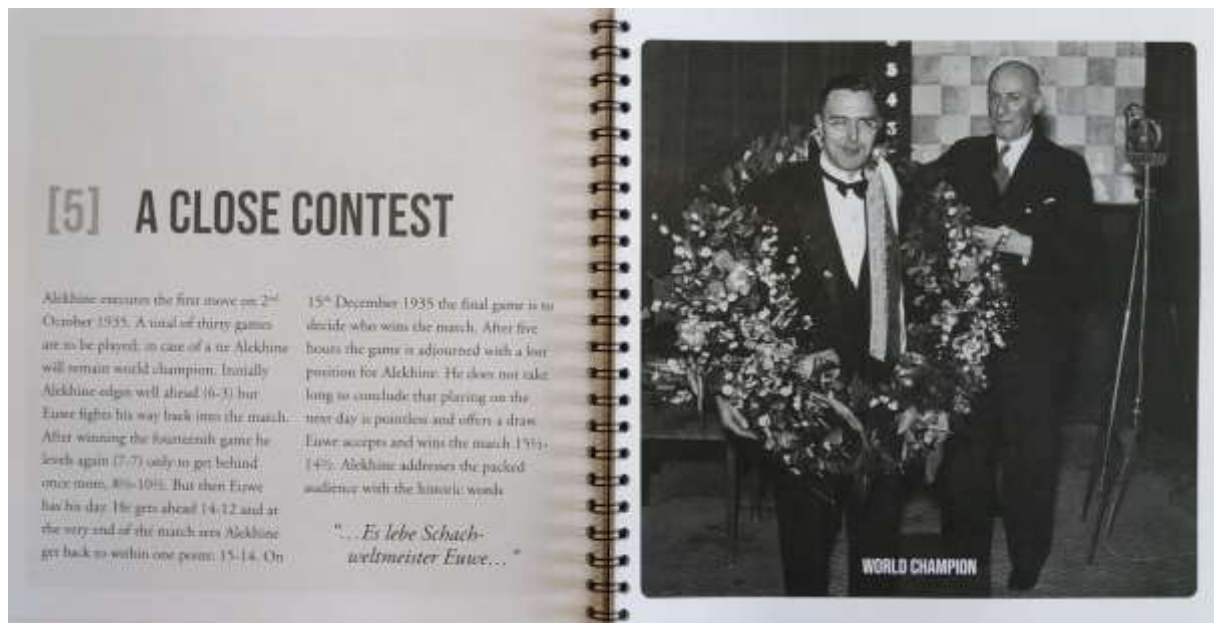 [5] A CLOSE CONTEST
Alekhine executes the first move on 2nd
October 1935. A total of thirty games
are to be played; in case of a tie Alekhine
will remain world champion. Initially
Alekhine edges well ahead (6-3) but
Euwe fights his way back into the match.
After winning the fourteenth game he
levels again (7-7) only to get behind
once more, 8½-10½. But then Euwe
has his day. He gets ahead 14-12 and at
the very end of the match sees Alekhine
get back to within one point: 15-14. On
15th December 1935 the final game is to
decide who wins the match. After five
hours the game is adjourned with a lost
position for Alekhine. He does not take
long to conclude that playing on the
next day is pointless and offers a draw.
Euwe accepts and wins the match 15½-
14½. Alekhine addresses the packed
audience with the historic words
"…Es lebe Schach-
weltmeister Euwe…"
5
4
3
WORLD CHAMPION